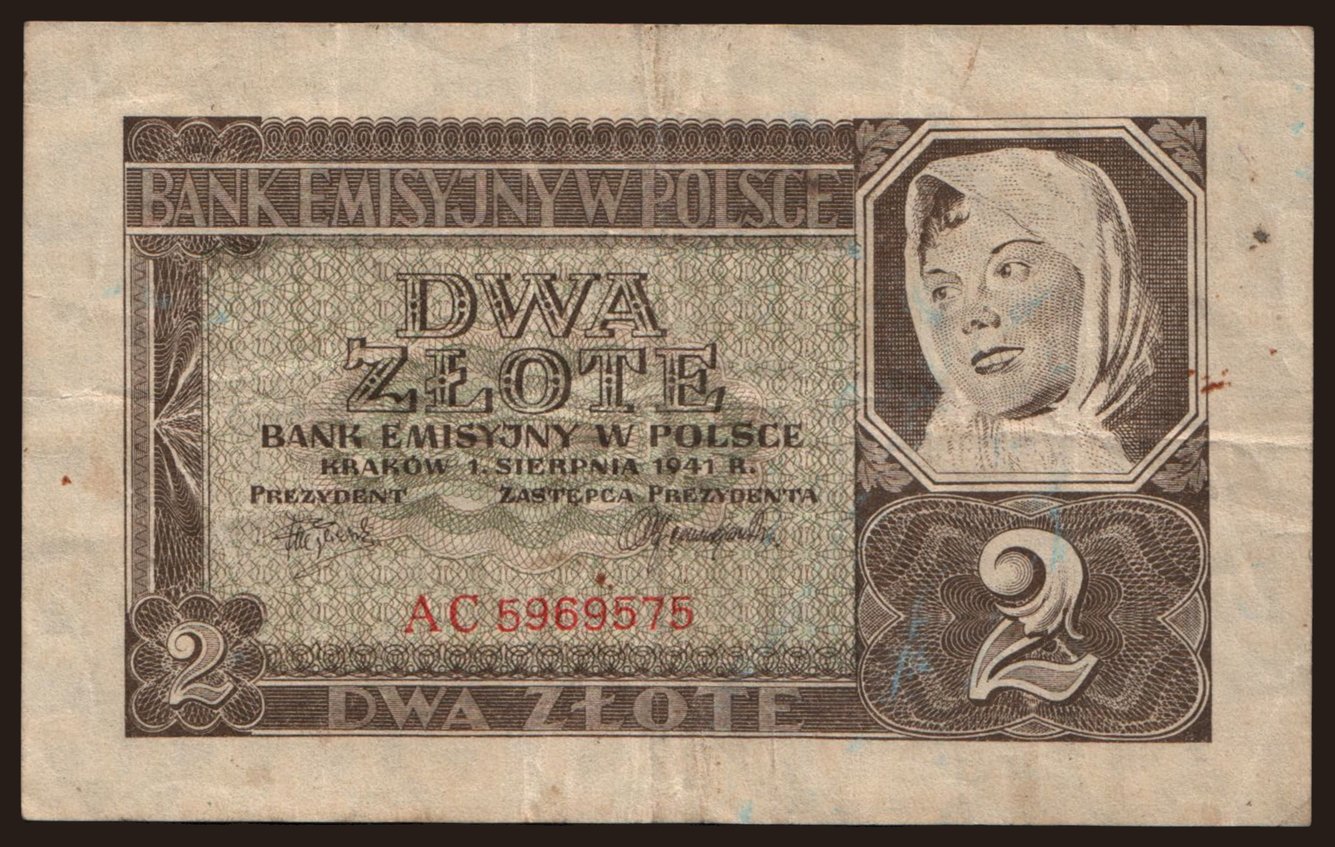 BANK EMISYJNY W POLSCE
DWA
ZŁOTE
BANK EMISYJNY W POLSCE
KRAKÓW 1. SIERPNIA 1941 R.
PREZYDENT ZASTĘPCA PREZYDENTA
AC 5969575
2
2
DWA ZŁOTE